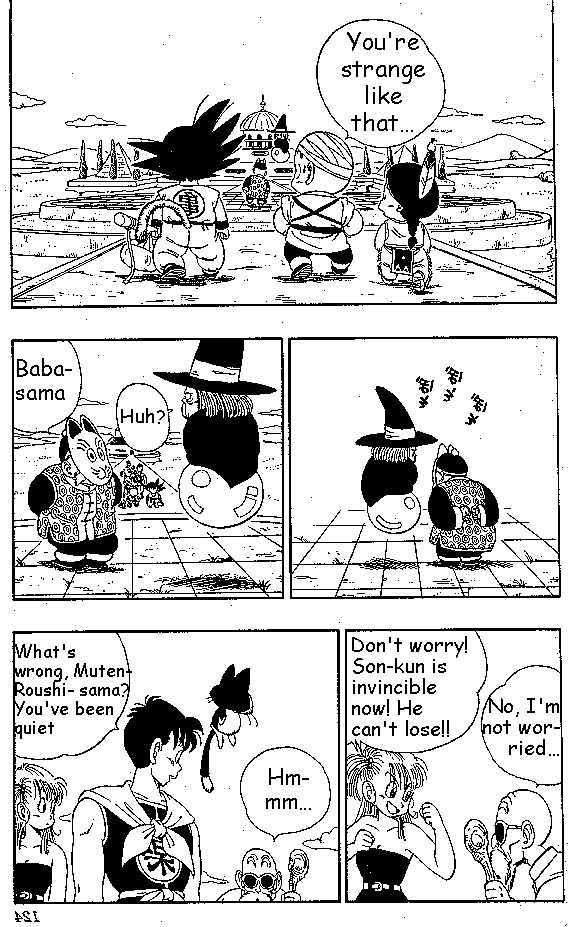 You're
strange
like
that...
Baba-
sama
Huh?
What's
wrong, Muten-
Roushi- sama?
You've been
quiet
Hm-
mm...
Don't worry!
Son-kun is
invincible
now! He
can't lose!!
No, I'm
not wor-
ried...
124